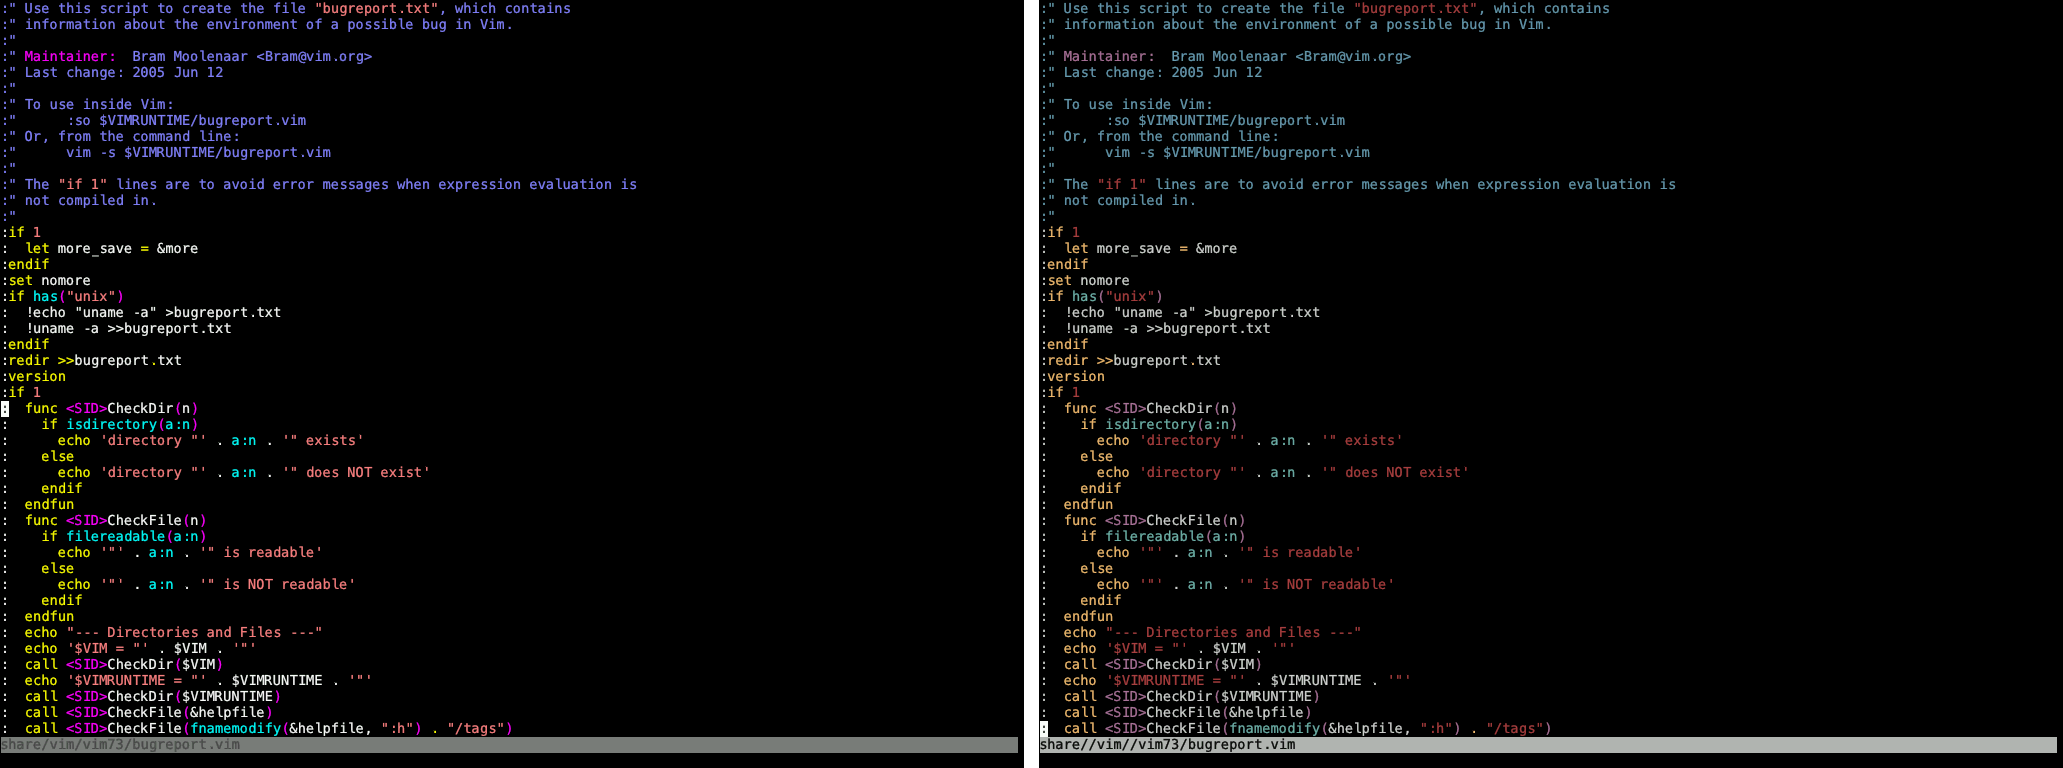 :" Use this script to create the file "bugreport.txt", which contains
:" information about the environment of a possible bug in Vim.
:"
:" Maintainer:  Bram Moolenaar <Bram@vim.org>
:" Last change: 2005 Jun 12
:"
:" To use inside Vim:
:"      :so $VIMRUNTIME/bugreport.vim
:" Or, from the command line:
:"      vim -s $VIMRUNTIME/bugreport.vim
:"
:" The "if 1" lines are to avoid error messages when expression evaluation is
:" not compiled in.
:"
:if 1
:  let more_save = &more
:endif
:set nomore
:if has("unix")
:  !echo "uname -a" >bugreport.txt
:  !uname -a >>bugreport.txt
:endif
:redir >>bugreport.txt
:version
:if 1
:  func <SID>CheckDir(n)
:    if isdirectory(a:n)
:      echo 'directory "' . a:n . '" exists'
:    else
:      echo 'directory "' . a:n . '" does NOT exist'
:    endif
:  endfun
:  func <SID>CheckFile(n)
:    if filereadable(a:n)
:      echo '"' . a:n . '" is readable'
:    else
:      echo '"' . a:n . '" is NOT readable'
:    endif
:  endfun
:  echo "--- Directories and Files ---"
:  echo '$VIM = "' . $VIM . '"'
:  call <SID>CheckDir($VIM)
:  echo '$VIMRUNTIME = "' . $VIMRUNTIME . '"'
:  call <SID>CheckDir($VIMRUNTIME)
:  call <SID>CheckFile(&helpfile)
:  call <SID>CheckFile(fnamemodify(&helpfile, ":h") . "/tags")
share/vim/vim73/bugreport.vim
:" Use this script to create the file "bugreport.txt", which contains
:" information about the environment of a possible bug in Vim.
:"
:" Maintainer:  Bram Moolenaar <Bram@vim.org>
:" Last change: 2005 Jun 12
:"
:" To use inside Vim:
:"      :so $VIMRUNTIME/bugreport.vim
:" Or, from the command line:
:"      vim -s $VIMRUNTIME/bugreport.vim
:"
:" The "if 1" lines are to avoid error messages when expression evaluation is
:" not compiled in.
:"
:if 1
:  let more_save = &more
:endif
:set nomore
:if has("unix")
:  !echo "uname -a" >bugreport.txt
:  !uname -a >>bugreport.txt
:endif
:redir >>bugreport.txt
:version
:if 1
:  func <SID>CheckDir(n)
:    if isdirectory(a:n)
:      echo 'directory "' . a:n . '" exists'
:    else
:      echo 'directory "' . a:n . '" does NOT exist'
:    endif
:  endfun
:  func <SID>CheckFile(n)
:    if filereadable(a:n)
:      echo '"' . a:n . '" is readable'
:    else
:      echo '"' . a:n . '" is NOT readable'
:    endif
:  endfun
:  echo "--- Directories and Files ---"
:  echo '$VIM = "' . $VIM . '"'
:  call <SID>CheckDir($VIM)
:  echo '$VIMRUNTIME = "' . $VIMRUNTIME . '"'
:  call <SID>CheckDir($VIMRUNTIME)
:  call <SID>CheckFile(&helpfile)
:  call <SID>CheckFile(fnamemodify(&helpfile, ":h") . "/tags")
share//vim//vim73/bugreport.vim